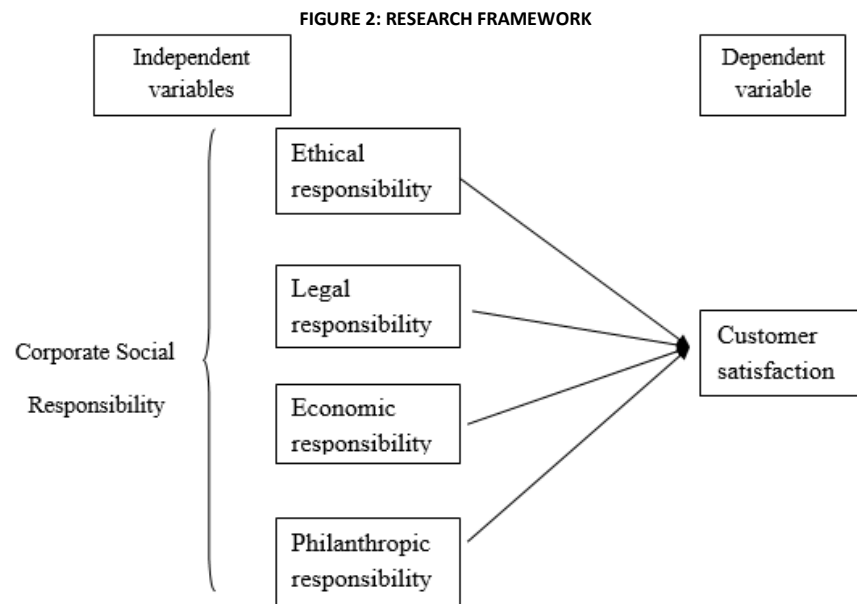 FIGURE 2: RESEARCH FRAMEWORK
Independent
variables
Dependent
variable
Ethical
responsibility
Legal
responsibility
Corporate Social
Responsibility
Customer
satisfaction
Economic
responsibility
Philanthropic
responsibility